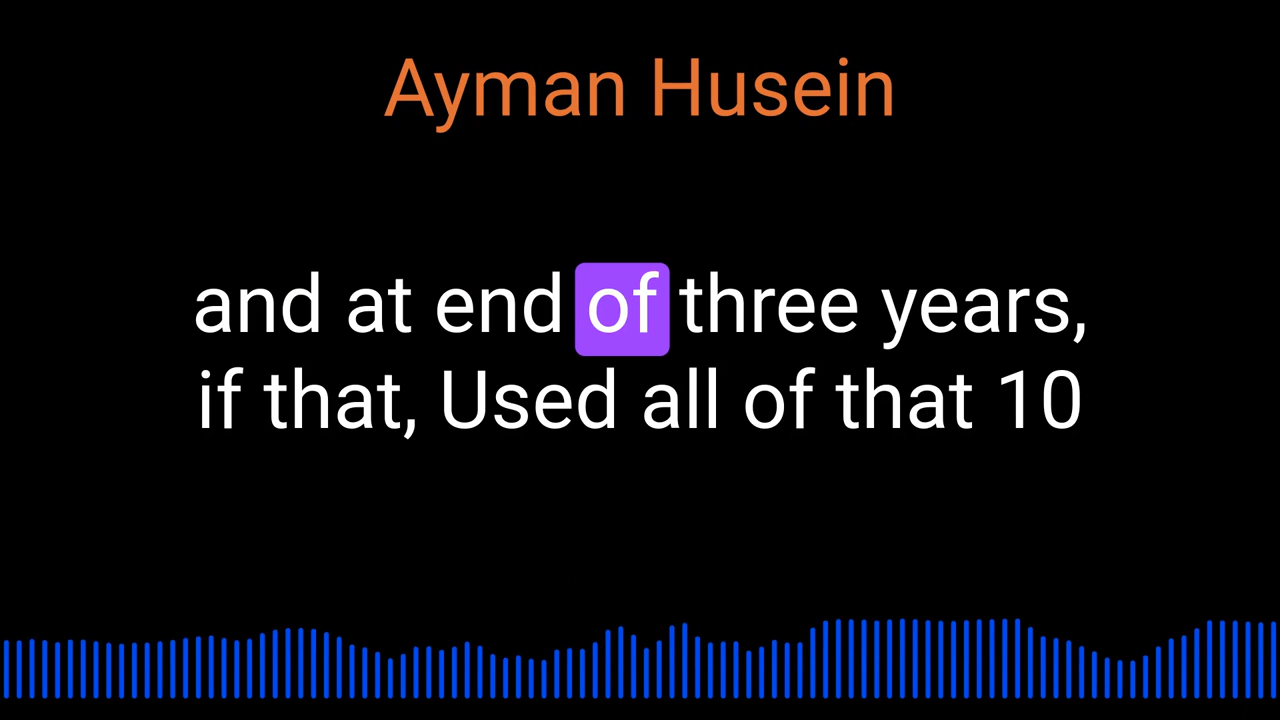 Ayman Husein
and at end of three years,
if that, Used all of that 10